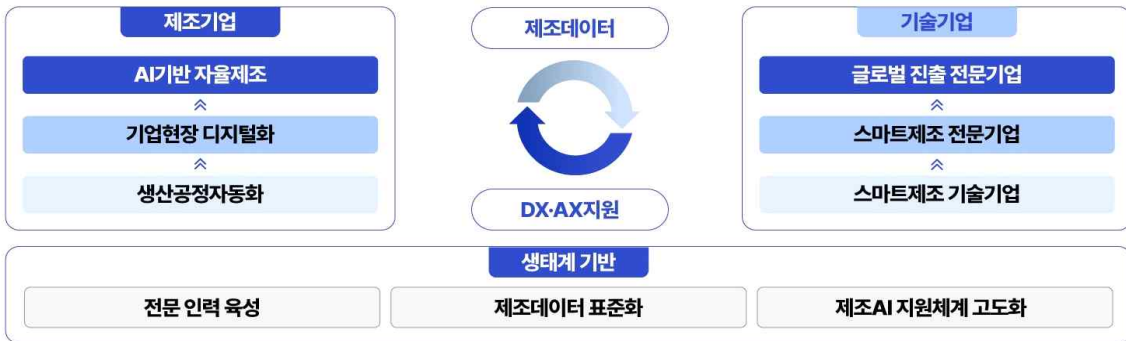 제조기업
AI기반 자율제조
기업현장 디지털화
생산공정자동화
제조데이터
DX·AX지원
기술기업
글로벌 진출 전문기업
스마트제조 전문기업
스마트제조 기술기업
생태계 기반
전문 인력 육성
제조데이터 표준화
제조AI 지원체계 고도화